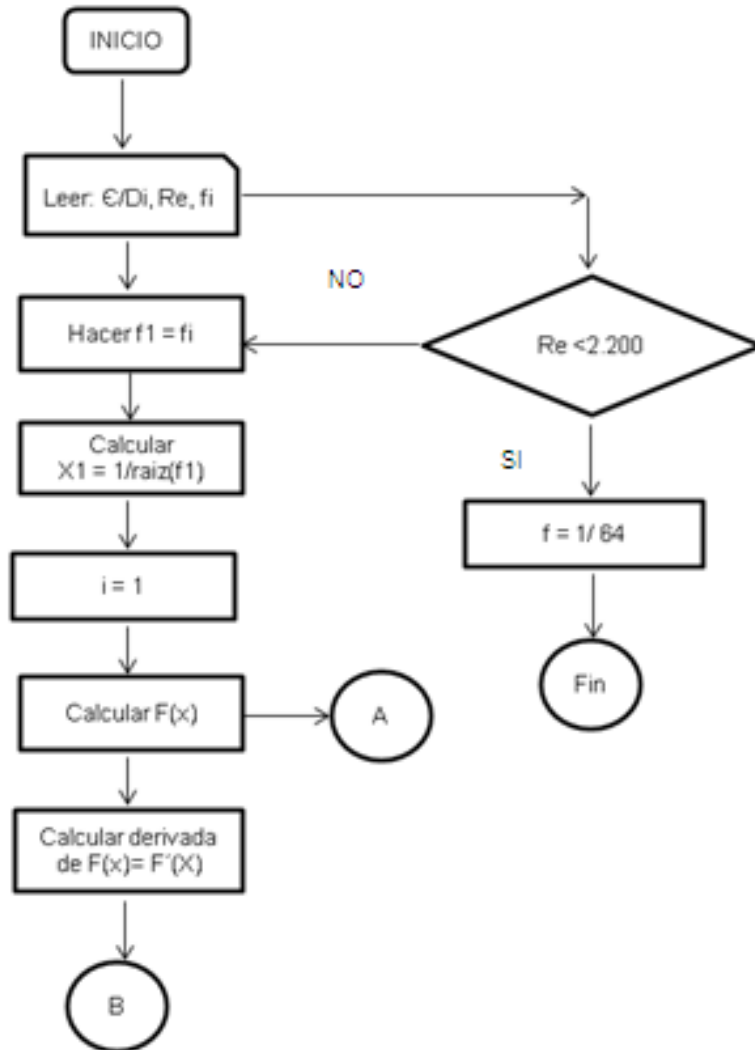 INICIO
Leer: Є/Di, Re, fi
NO
Hacer f1 = fi
Re <2.200
Calcular
X1 = 1/raiz(f1)
SI
f = 1/ 64
i = 1
Fin
Calcular F(x)
A
Calcular derivada
de F(x)= F´(X)
B